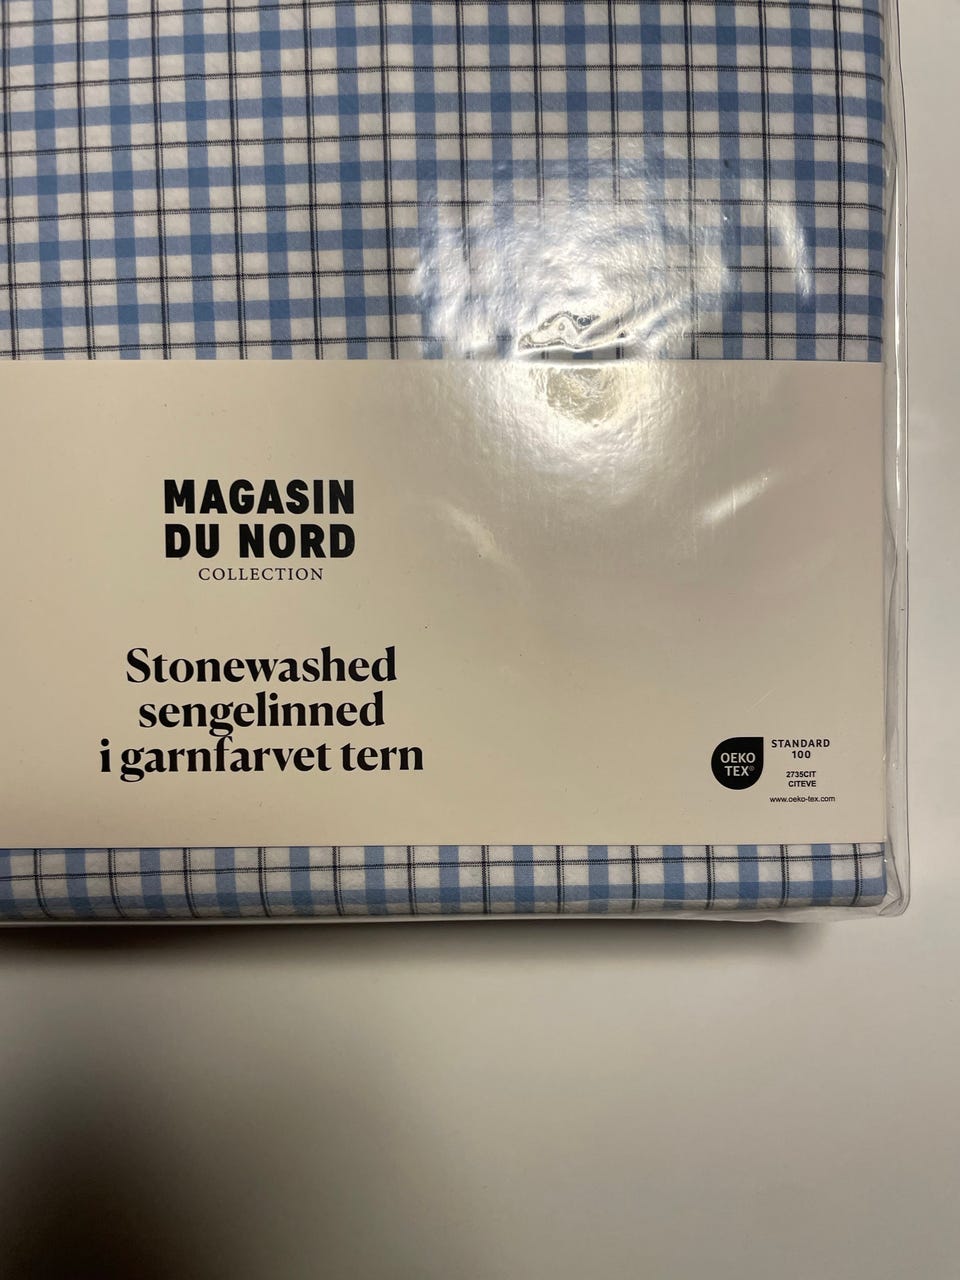 MAGASIN
DU NORD
COLLECTION
Stonewashed
sengelinned
i garnfarvet tern
OEKO
TEX®
STANDARD
100
2735CIT
CITEVE
www.oeko-tex.com